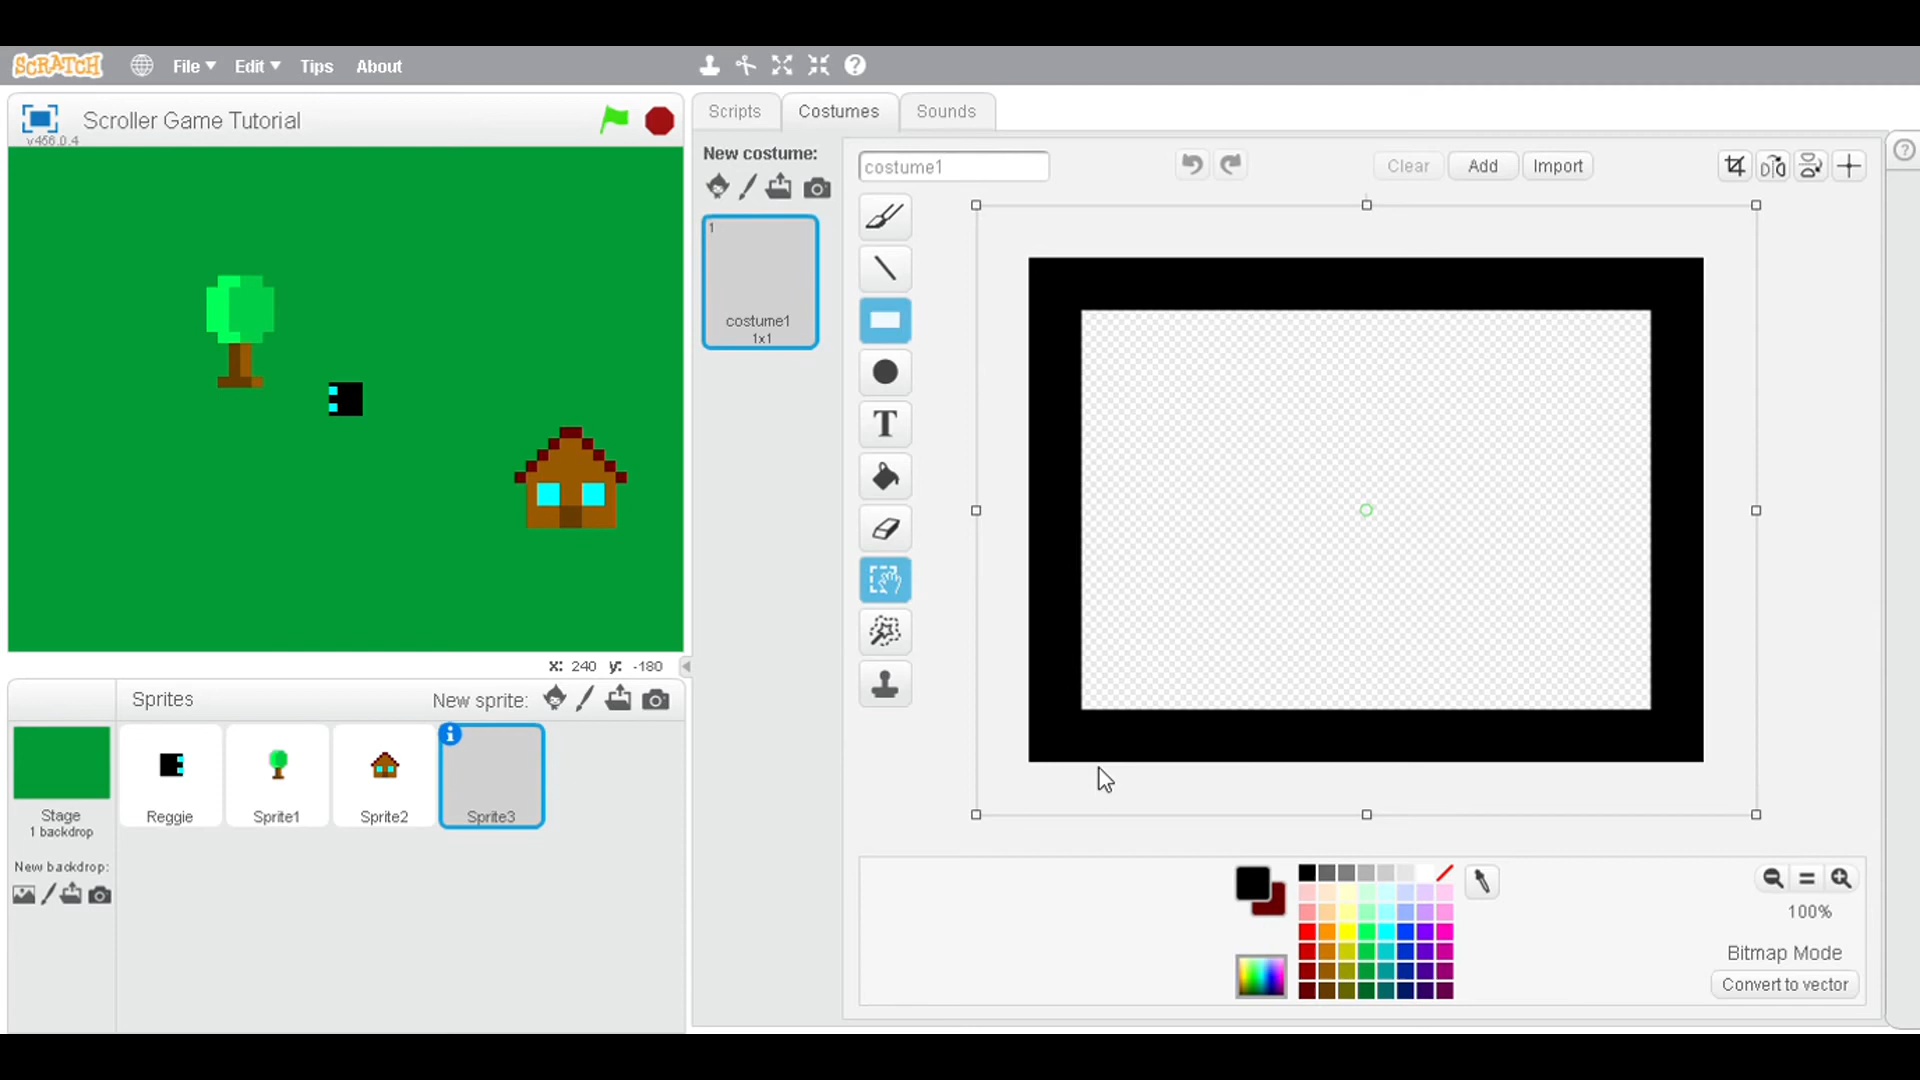 SCRATCH File Edit Tips About
Scripts Costumes Sounds
Scroller Game Tutorial
v456.0.4
New costume:
costume1
Clear Add Import
1
costume1
1x1
T
x: 240 y: -180
Sprites New sprite:
Reggie Sprite1 Sprite2 Sprite3
Stage
1 backdrop
New backdrop:
100%
Bitmap Mode
Convert to vector